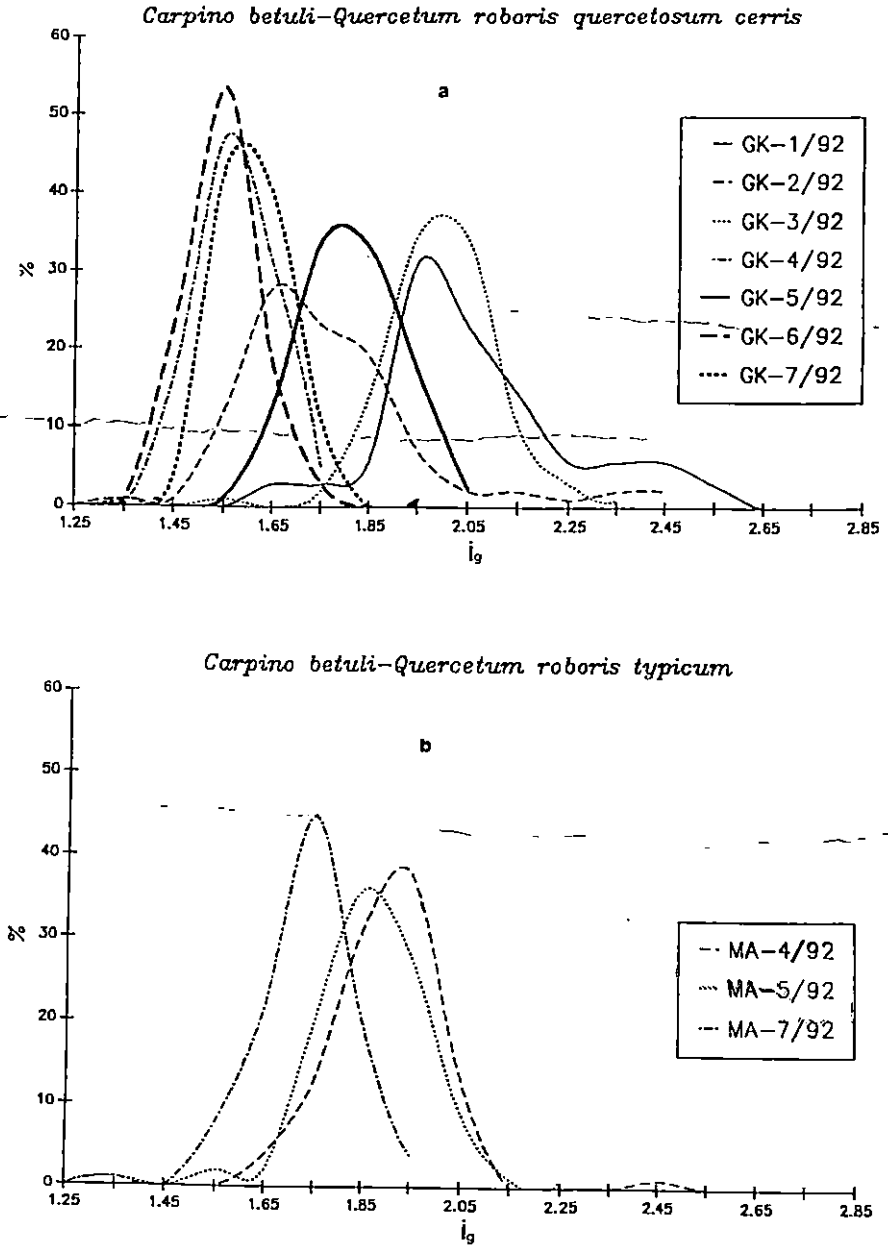 Carpino betuli-Quercetum roboris quercetosum cerris
a
60
50
40
30
20
10
0
%
GK-1/92
GK-2/92
GK-3/92
GK-4/92
GK-5/92
GK-6/92
GK-7/92
1.25 1.45 1.65 1.85 2.05 2.25 2.45 2.65 2.85
ig
Carpino betuli-Quercetum roboris typicum
b
60
50
40
30
20
10
0
%
MA-4/92
MA-5/92
MA-7/92
1.25 1.45 1.65 1.85 2.05 2.25 2.45 2.65 2.85
ig